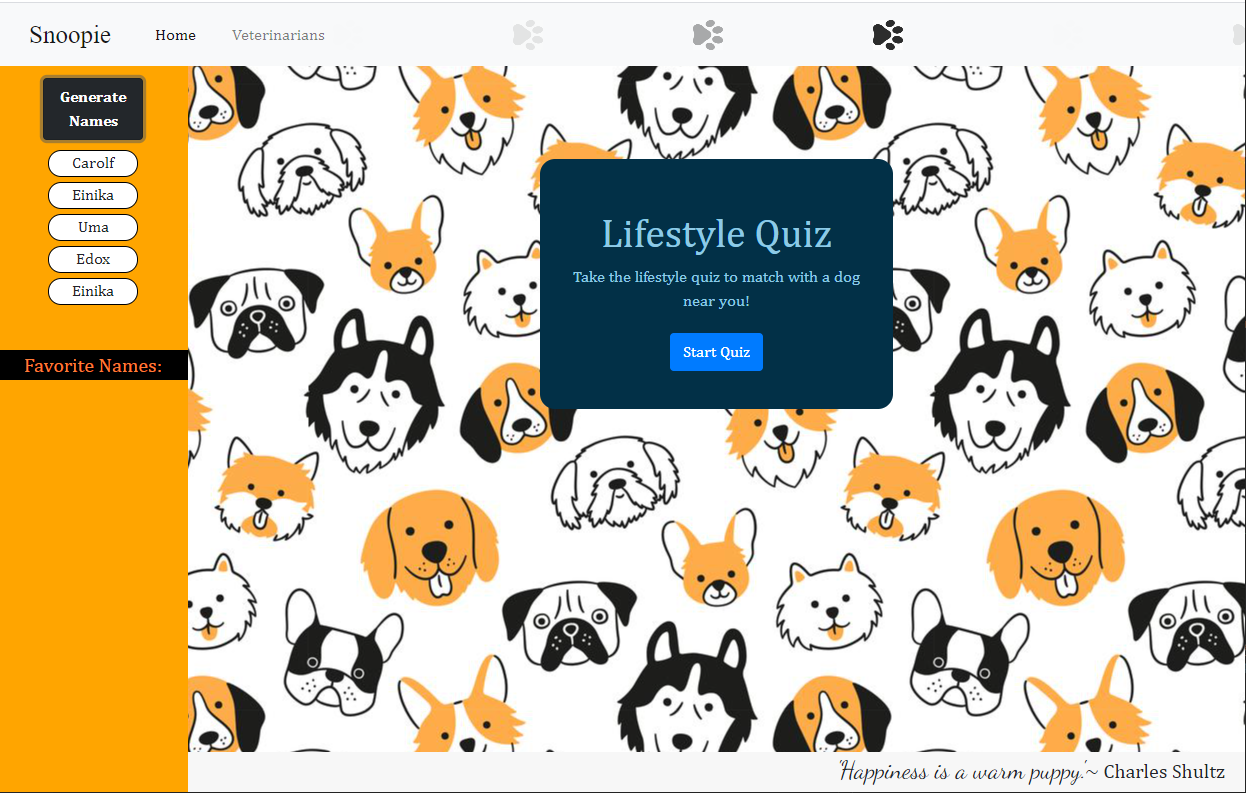 Snoopie Home Veterinarians
Generate
Names
Carolf
Einika
Uma
Edox
Einika
Favorite Names:
Lifestyle Quiz
Take the lifestyle quiz to match with a dog
near you!
Start Quiz
'Happiness is a warm puppy.'~ Charles Shultz